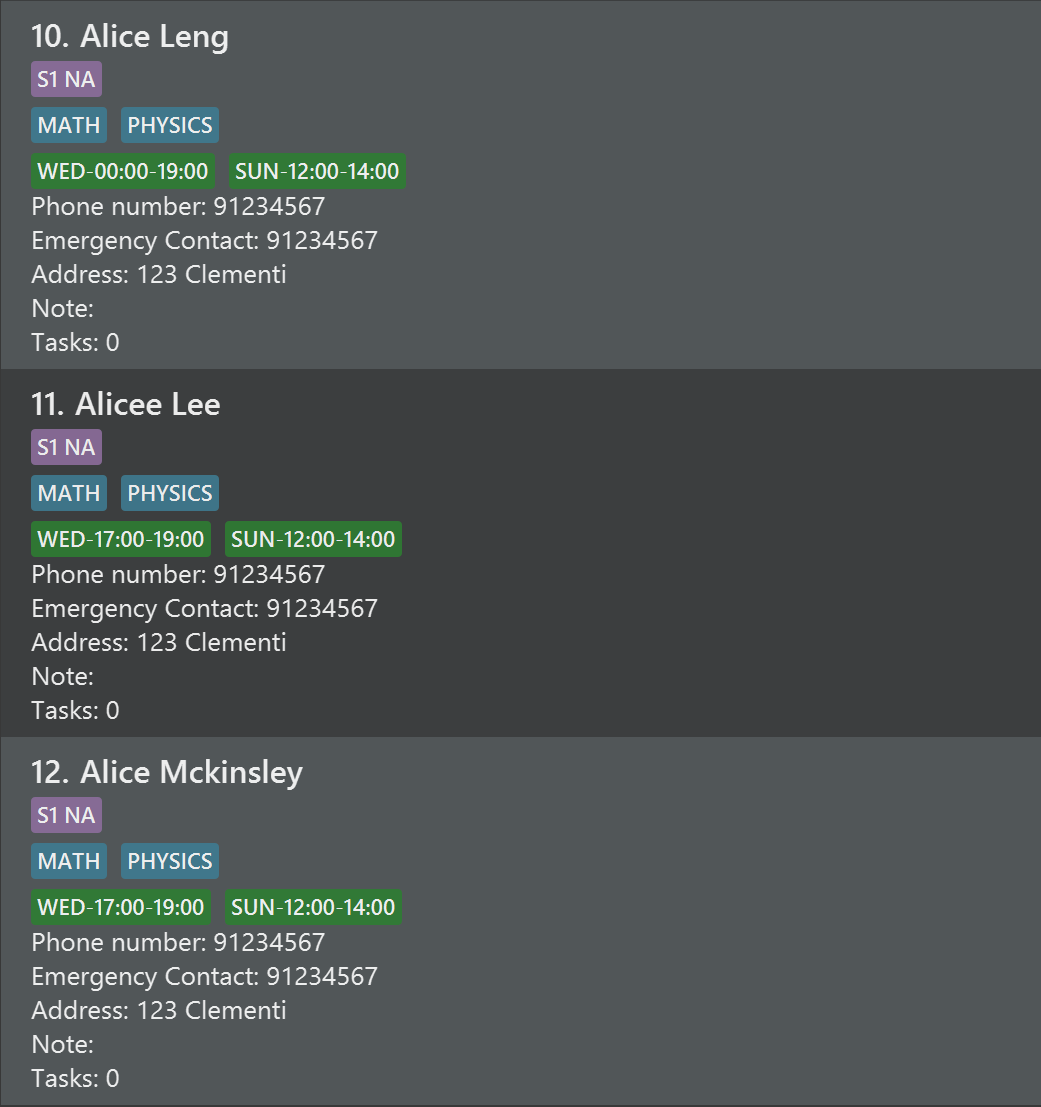 10. Alice Leng
S1 NA
MATH PHYSICS
WED-00:00-19:00 SUN-12:00-14:00
Phone number: 91234567
Emergency Contact: 91234567
Address: 123 Clementi
Note:
Tasks: 0
11. Alicee Lee
S1 NA
MATH PHYSICS
WED-17:00-19:00 SUN-12:00-14:00
Phone number: 91234567
Emergency Contact: 91234567
Address: 123 Clementi
Note:
Tasks: 0
12. Alice Mckinsley
S1 NA
MATH PHYSICS
WED-17:00-19:00 SUN-12:00-14:00
Phone number: 91234567
Emergency Contact: 91234567
Address: 123 Clementi
Note:
Tasks: 0